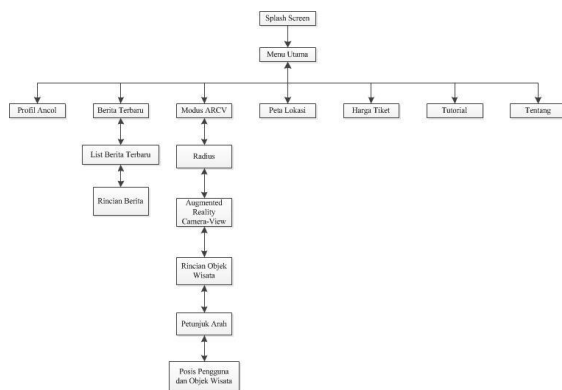 Splash Screen
Menu Utama
Profil Ancol
Berita Terbaru
Modus ARCV
Peta Lokasi
Harga Tiket
Tutorial
Tentang
List Berita Terbaru
Radius
Rincian Berita
Augmented
Reality
Camera-View
Rincian Objek
Wisata
Petunjuk Arah
Posis Pengguna
dan Objek Wisata